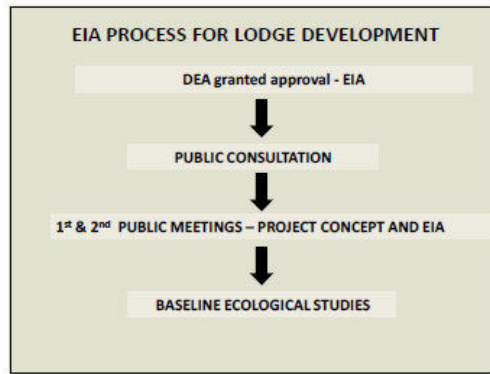 EIA PROCESS FOR LODGE DEVELOPMENT
DEA granted approval - EIA
PUBLIC CONSULTATION
1st & 2nd PUBLIC MEETINGS – PROJECT CONCEPT AND EIA
BASELINE ECOLOGICAL STUDIES